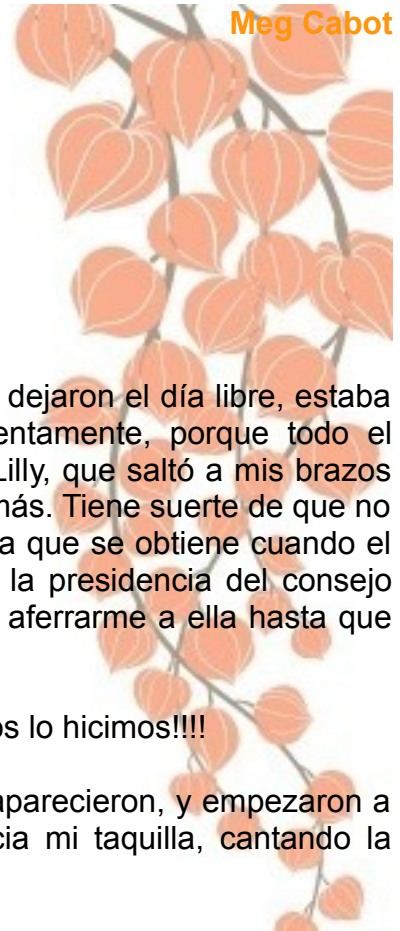 Meg Cabot
dejaron el día libre, estaba
entamente, porque todo el
Lilly, que saltó a mis brazos
más. Tiene suerte de que no
a que se obtiene cuando el
la presidencia del consejo
aferrarme a ella hasta que
os lo hicimos!!!!
aparecieron, y empezaron a
cia mi taquilla, cantando la